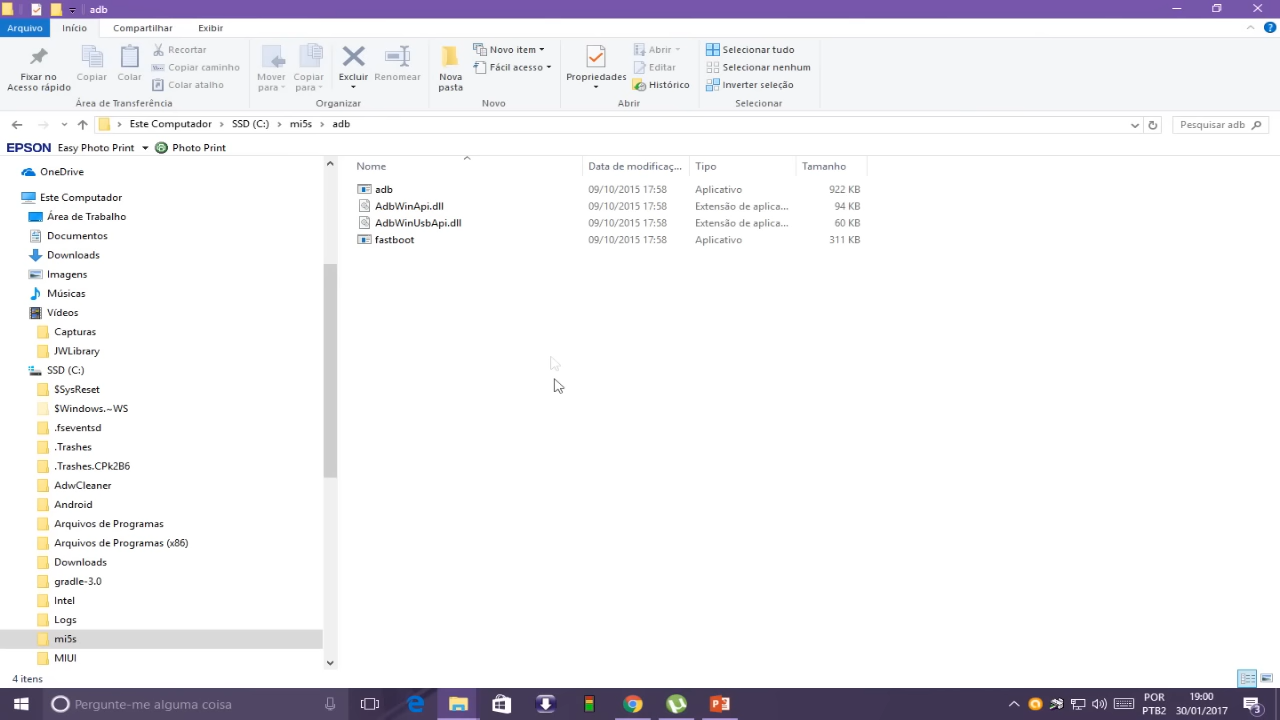 adb
Arquivo Início Compartilhar Exibir
Fixar no Acesso rápido
Copiar
Colar
Recortar
Copiar caminho
Colar atalho
Mover para
Copiar para
Excluir
Renomear
Nova pasta
Novo item
Fácil acesso
Propriedades
Abrir
Editar
Histórico
Selecionar tudo
Selecionar nenhum
Inverter seleção
Área de Transferência Organizar Novo Abrir Selecionar
Este Computador SSD (C:) mi5s adb Pesquisar adb
EPSON Easy Photo Print Photo Print
OneDrive
Este Computador
Área de Trabalho
Documentos
Downloads
Imagens
Músicas
Vídeos
Capturas
JWLibrary
SSD (C:)
$SysReset
$Windows.~WS
.fseventsd
.Trashes
.Trashes.CPk2B6
AdwCleaner
Android
Arquivos de Programas
Arquivos de Programas (x86)
Downloads
gradle-3.0
Intel
Logs
mi5s
MIUI
Nome Data de modificaç... Tipo Tamanho
adb 09/10/2015 17:58 Aplicativo 922 KB
AdbWinApi.dll 09/10/2015 17:58 Extensão de aplica... 94 KB
AdbWinUsbApi.dll 09/10/2015 17:58 Extensão de aplica... 60 KB
fastboot 09/10/2015 17:58 Aplicativo 311 KB
4 itens
Pergunte-me alguma coisa
POR
PTB2
19:00
30/01/2017
3